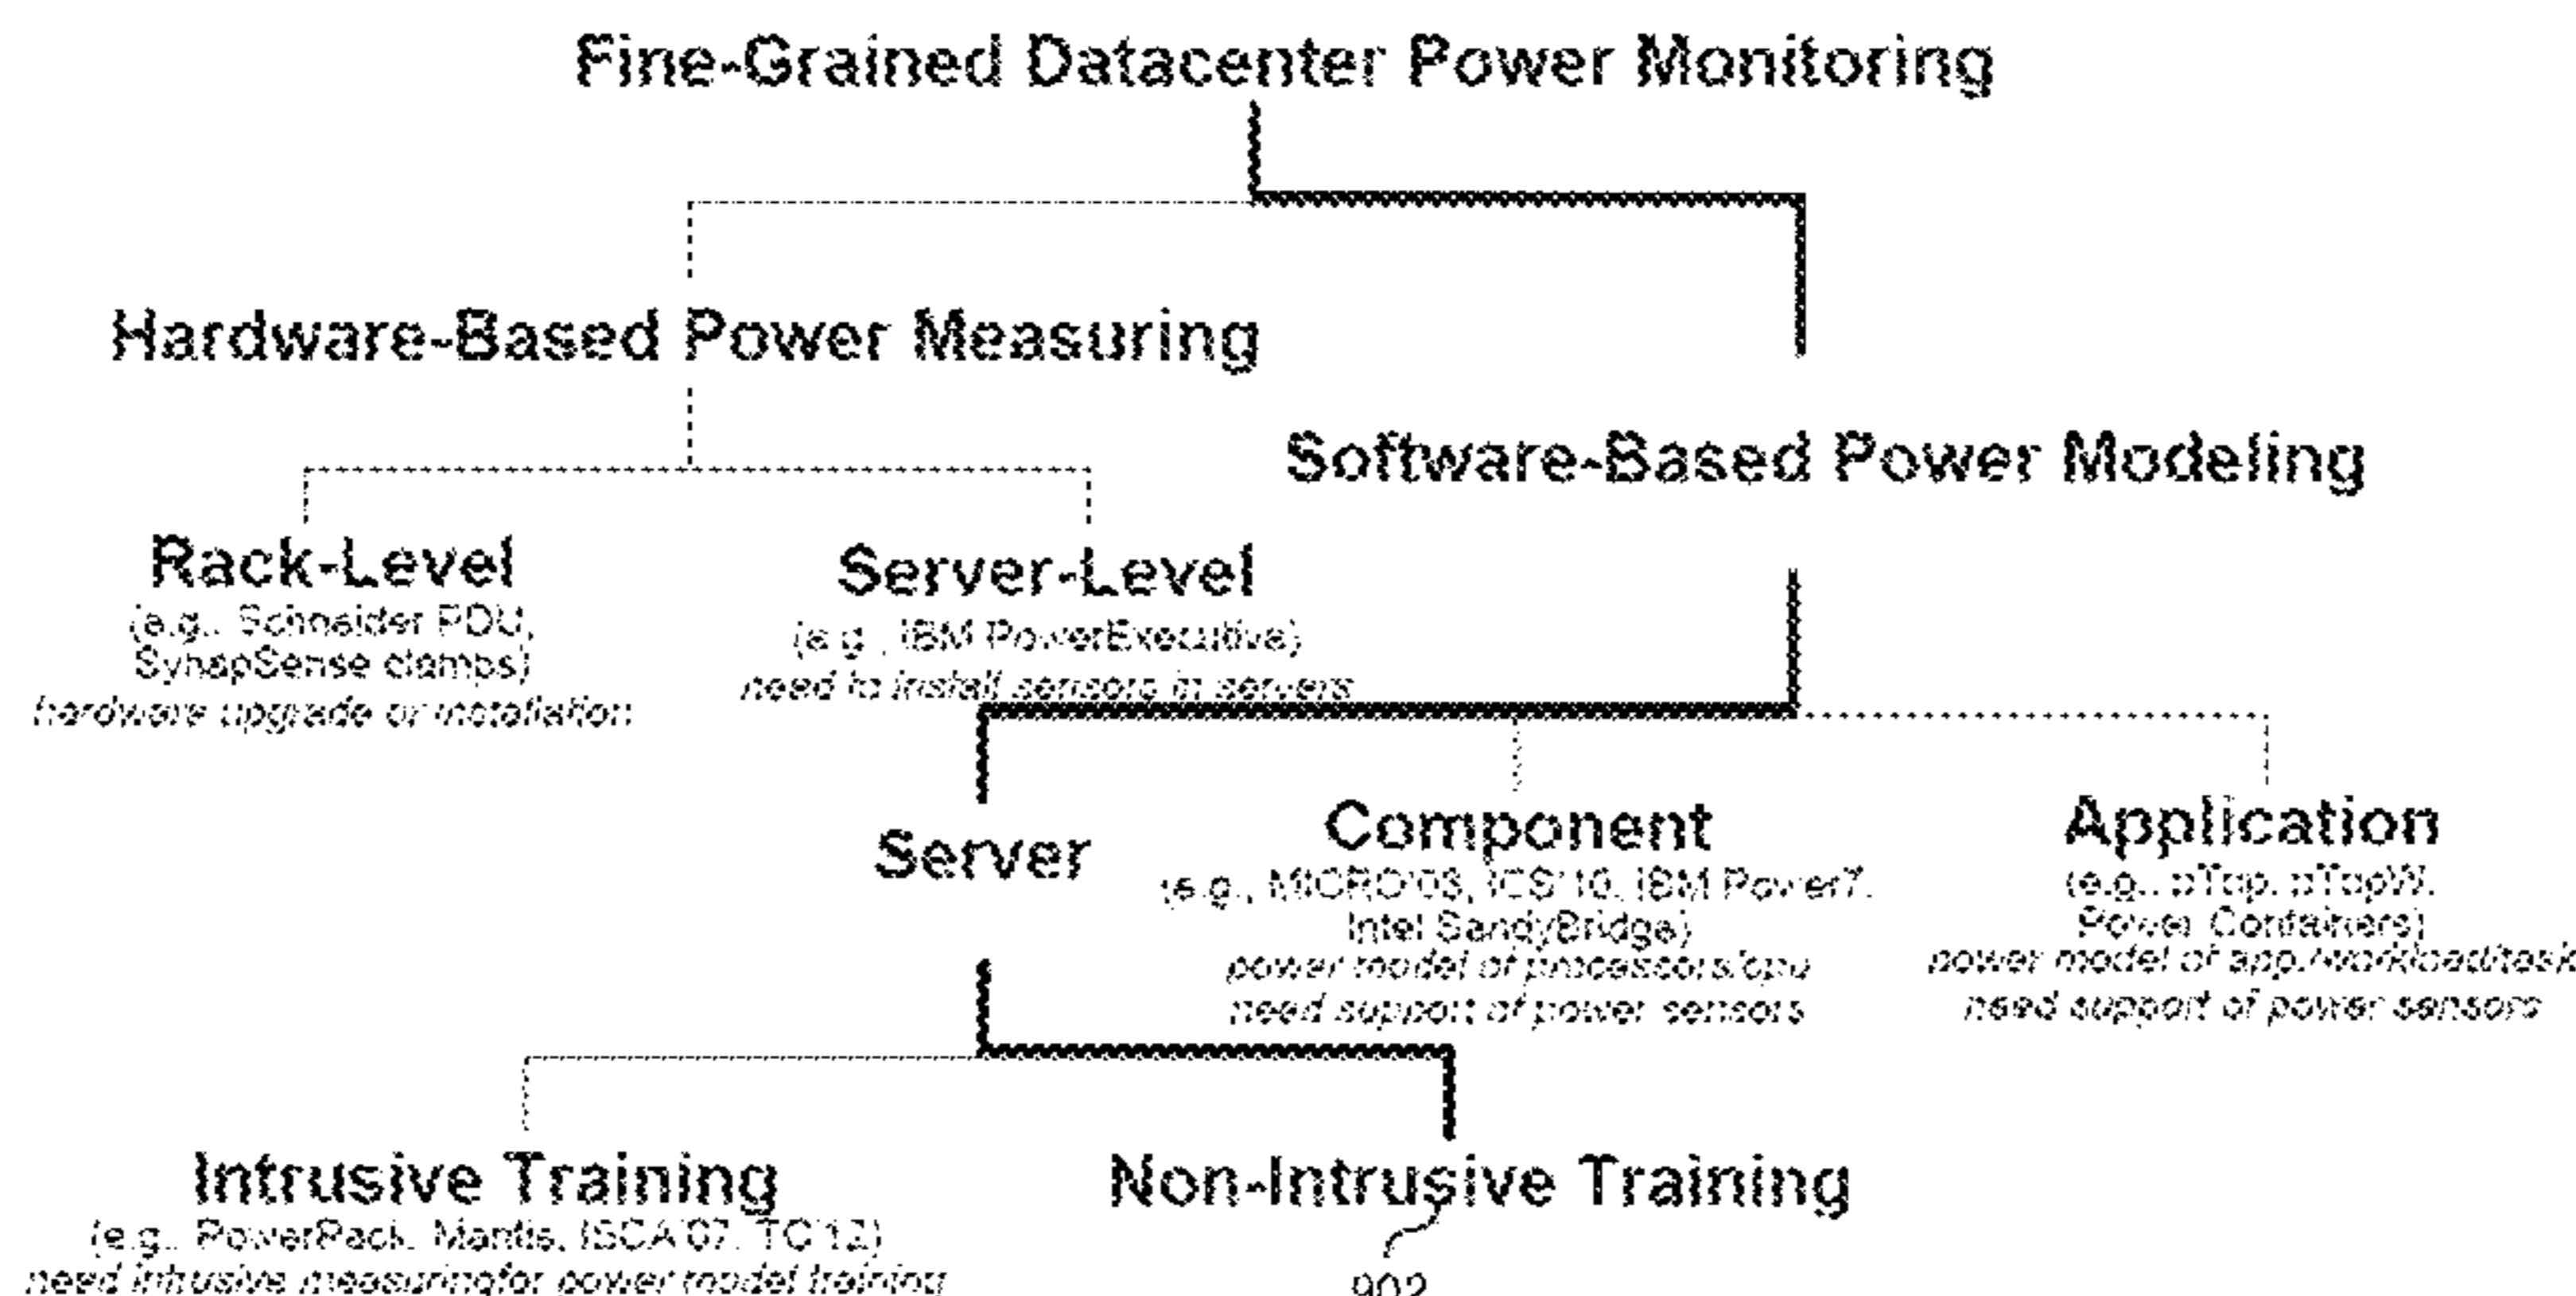 Fine-Grained Datacenter Power Monitoring
Hardware-Based Power Measuring
Software-Based Power Modeling
Rack-Level
(e.g., Schneider PDU,
SynapSense clamps)
hardware upgrade or installation
Server-Level
(e.g., IBM PowerExecutive)
need to install sensors in servers
Server
Component
(e.g., MICRO'03, ICS'10, IBM Power7,
Intel SandyBridge)
power model of processors/cpu
need support of power sensors
Application
(e.g., pTop, pTopW,
Power Containers)
power model of app./workload/task
need support of power sensors
Intrusive Training
(e.g., PowerPack, Mantis, ISCA'07, TC'12)
need intrusive measuringfor power model training
Non-Intrusive Training
902